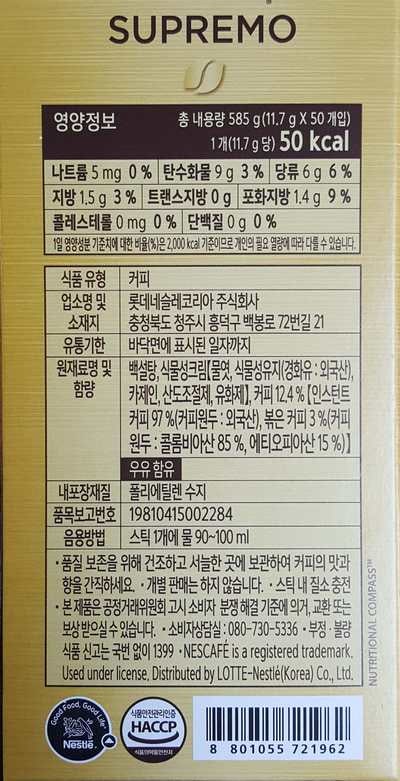 SUPREMO
영양정보
총 내용량 585 g(11.7 g X 50 개입)
1 개(11.7 g 당) 50 kcal
나트륨 5 mg 0 % 탄수화물 9 g 3 % 당류 6 g 6 %
지방 1.5 g 3 % 트랜스지방 0 g 포화지방 1.4 g 9 %
콜레스테롤 0 mg 0 % 단백질 0 g 0 %
1일 영양성분 기준치에 대한 비율(%)은 2,000 kcal 기준이므로 개인의 필요 열량에 따라 다를 수 있습니다.
식품 유형 커피
업소명 및 롯데네슬레코리아 주식회사
소재지 충청북도 청주시 흥덕구 백봉로 72번길 21
유통기한 바닥면에 표시된 일자까지
원재료명 및 백설탕, 식물성크림【물엿, 식물성유지(경화유 : 외국산),
함량 카제인, 산도조절제, 유화제】, 커피 12.4 %【인스턴트
커피 97 %(커피원두 : 외국산), 볶은 커피 3 %(커피
원두 : 콜롬비아산 85 %, 에티오피아산 15 %)】
우유 함유
내포장재질 폴리에틸렌 수지
품목보고번호 19810415002284
음용방법 스틱 1개에 물 90~100 ml
• 품질 보존을 위해 건조하고 서늘한 곳에 보관하여 커피의 맛과
향을 간직하세요. • 개별 판매는 하지 않습니다. • 스틱 내 질소 충전
• 본 제품은 공정거래위원회 고시 소비자 분쟁 해결 기준에 의거, 교환 또는
보상 받으실 수 있습니다. • 소비자상담실 : 080-730-5336 • 부정 · 불량
식품 신고는 국번 없이 1399 • NESCAFÉ is a registered trademark.
Used under license. Distributed by LOTTE-Nestlé(Korea) Co., Ltd.
NUTRITIONAL COMPASS™
Good Food, Good Life
Nestlé.
식품안전관리인증
HACCP
식품의약품안전처
8 801055 721962